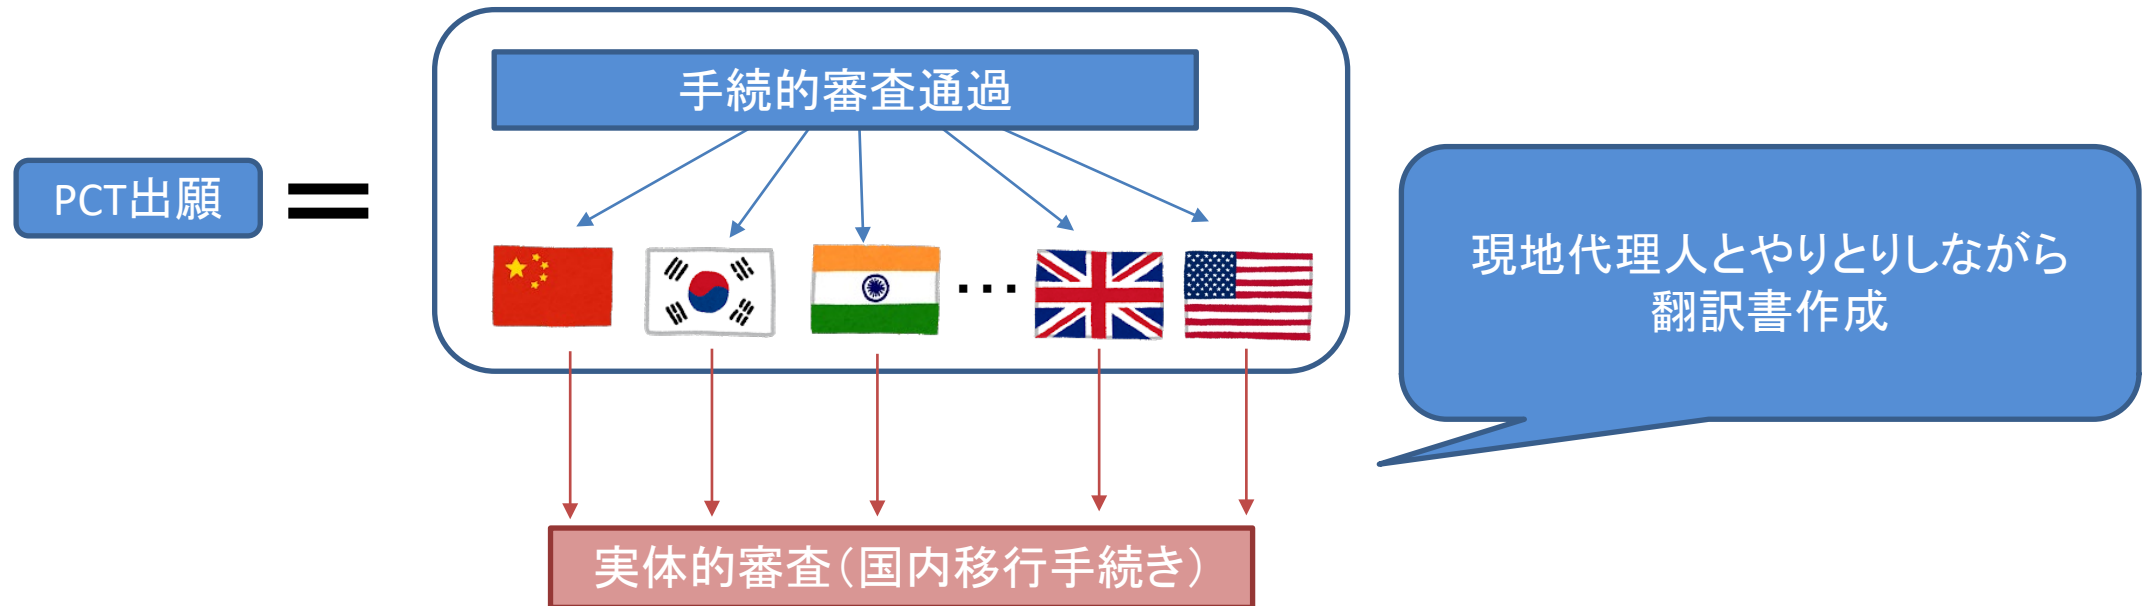 手続的審査通過
PCT出願
=
…
現地代理人とやりとりしながら
翻訳書作成
実体的審査(国内移行手続き)